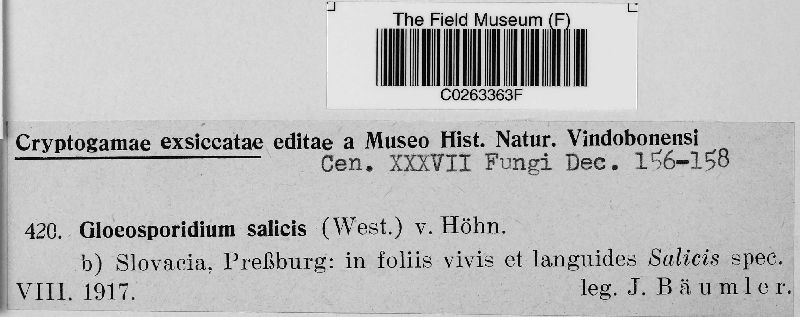 The Field Museum (F)
C0263363F
Cryptogamae exsiccatae editae a Museo Hist. Natur. Vindobonensi
Cen. XXXVII Fungi Dec. 156-158
420. Gloeosporidium salicis (West.) v. Höhn.
b) Slovacia, Preßburg: in foliis vivis et languides Salicis spec.
VIII. 1917. leg. J. Bäumler.